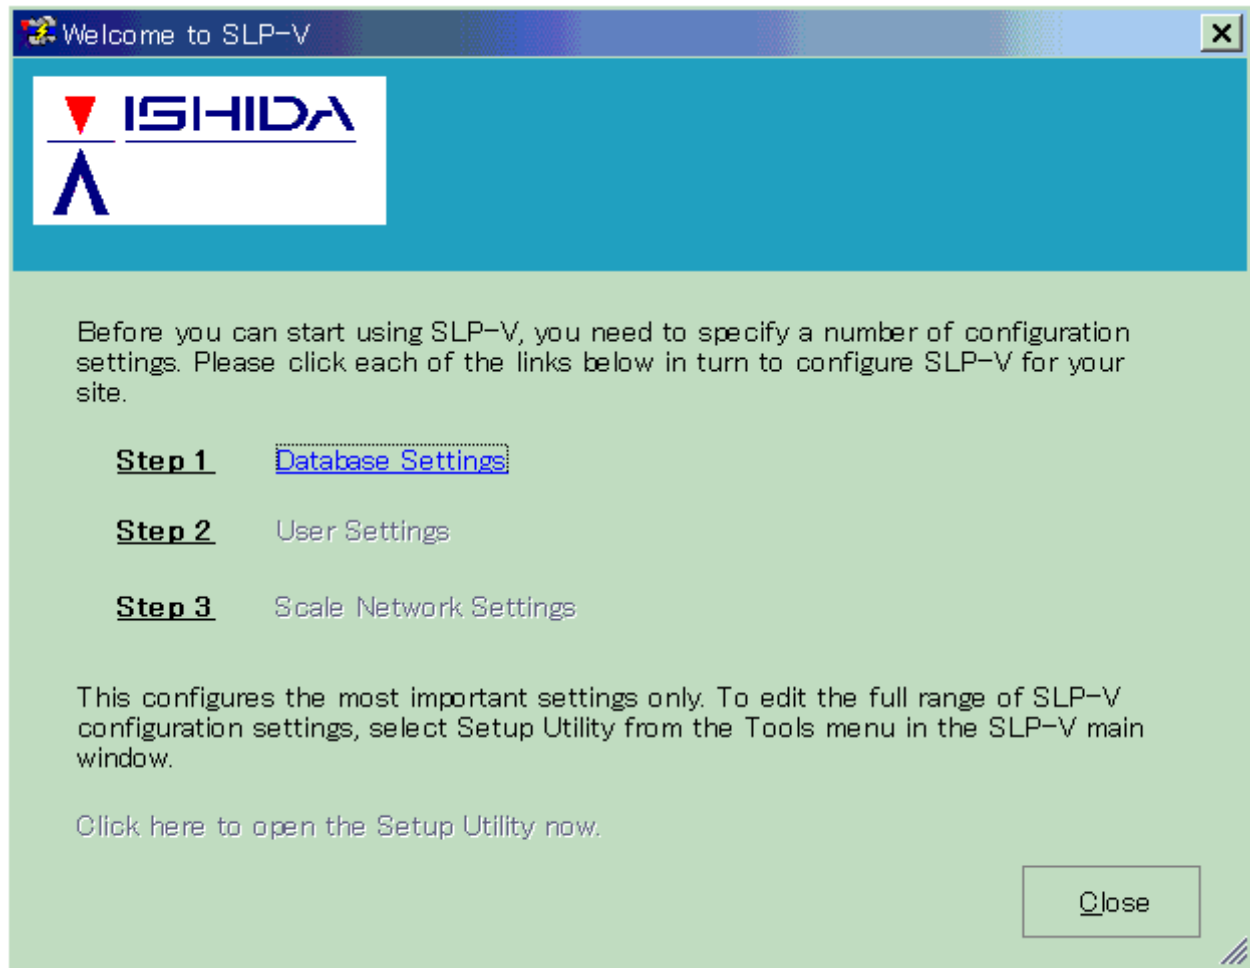 Welcome to SLP-V
ISHIDA
Before you can start using SLP-V, you need to specify a number of configuration
settings. Please click each of the links below in turn to configure SLP-V for your
site.
Step 1 Database Settings
Step 2 User Settings
Step 3 Scale Network Settings
This configures the most important settings only. To edit the full range of SLP-V
configuration settings, select Setup Utility from the Tools menu in the SLP-V main
window.
Click here to open the Setup Utility now.
Close